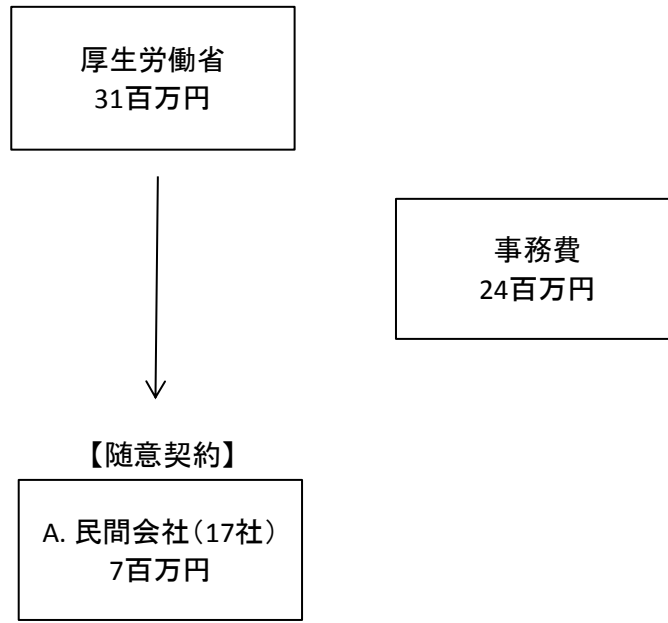 厚生労働省
31百万円
事務費
24百万円
【随意契約】
A. 民間会社（17社）
7百万円